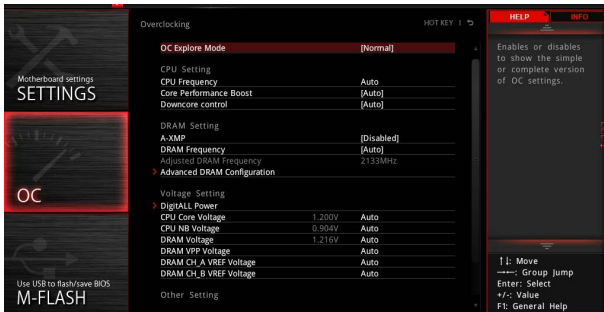 Overclocking
HOT KEY
HELP
INFO
Motherboard settings
SETTINGS
OC
Use USB to flash/save BIOS
M-FLASH
OC Explore Mode [Normal]
CPU Setting
CPU Frequency Auto
Core Performance Boost [Auto]
Downcore control [Auto]
DRAM Setting
A-XMP [Disabled]
DRAM Frequency [Auto]
Adjusted DRAM Frequency 2133MHz
Advanced DRAM Configuration
Voltage Setting
DigitALL Power
CPU Core Voltage 1.200V Auto
CPU NB Voltage 0.904V Auto
DRAM Voltage 1.216V Auto
DRAM VPP Voltage Auto
DRAM CH_A VREF Voltage Auto
DRAM CH_B VREF Voltage Auto
Other Setting
Enables or disables
to show the simple
or complete version
of OC settings.
↑↓: Move
→←: Group Jump
Enter: Select
+/-: Value
F1: General Help